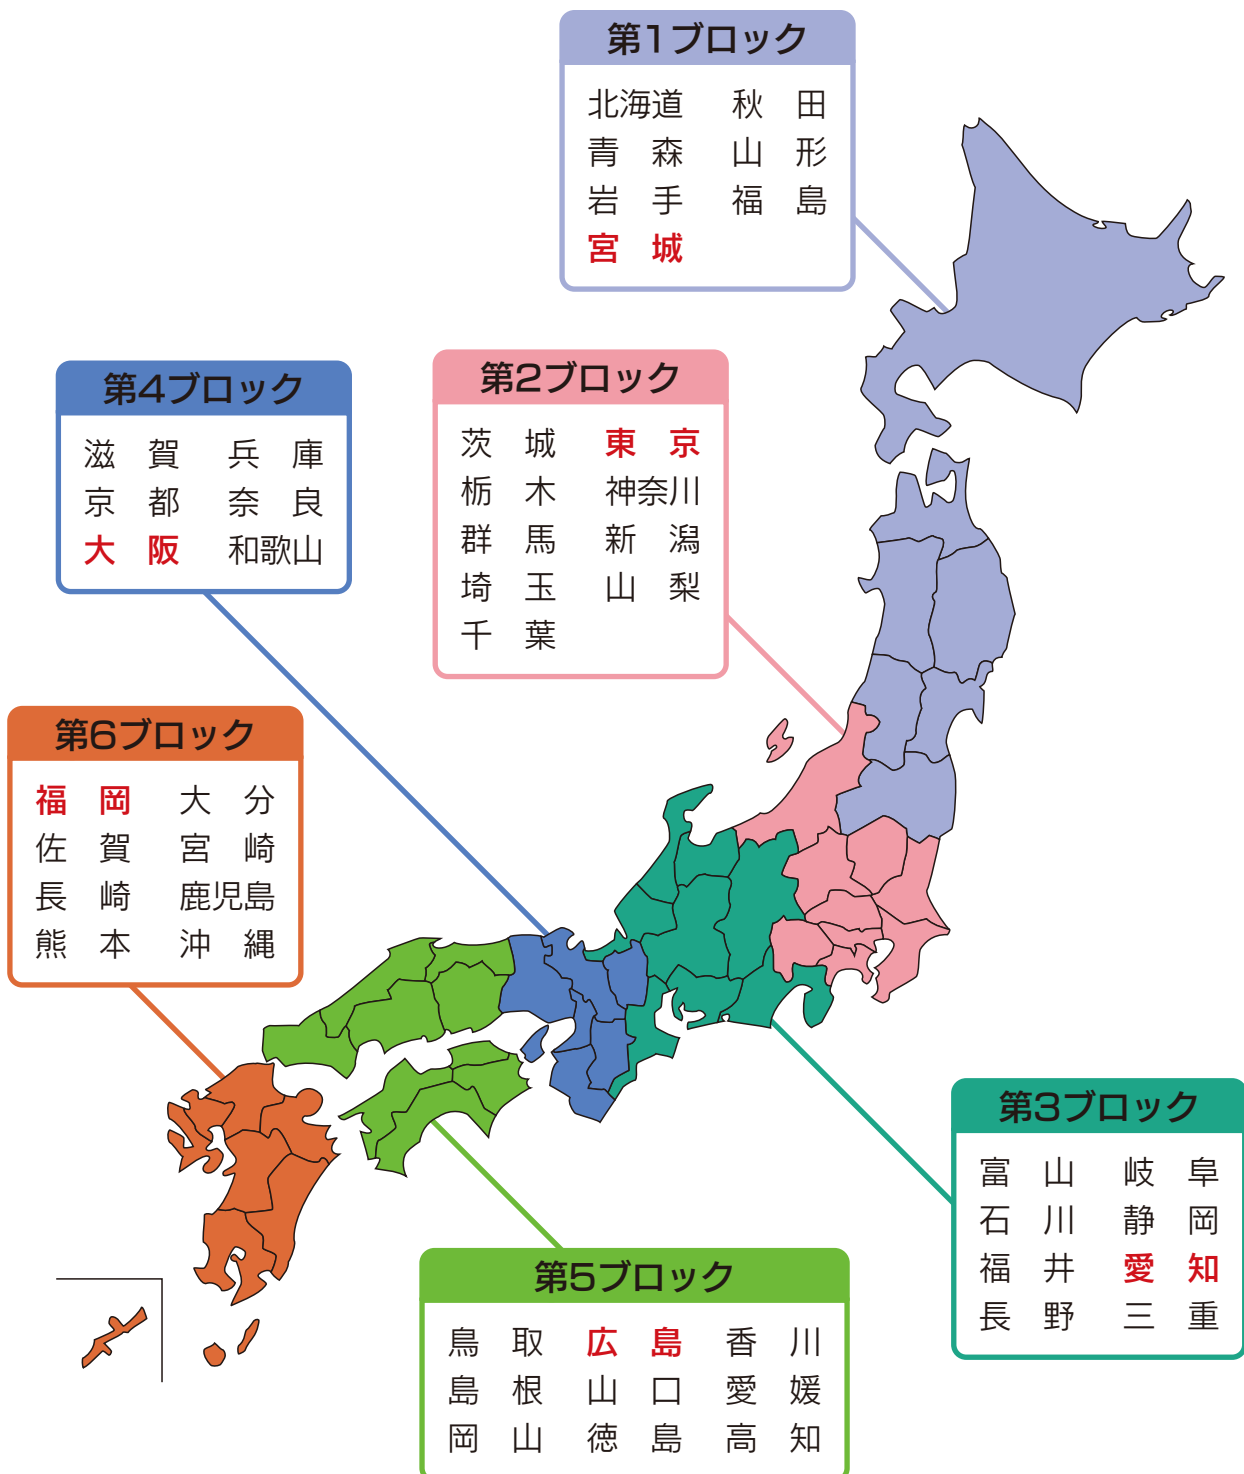 第1ブロック
北海道 秋田
青森 山形
岩手 福島
宮城
第2ブロック
茨城 東京
栃木 神奈川
群馬 新潟
埼玉 山梨
千葉
第4ブロック
滋賀 兵庫
京都 奈良
大阪 和歌山
第6ブロック
福岡 大分
佐賀 宮崎
長崎 鹿児島
熊本 沖縄
第3ブロック
富山 岐阜
石川 静岡
福井 愛知
長野 三重
第5ブロック
鳥取 広島 香川
島根 山口 愛媛
岡山 徳島 高知